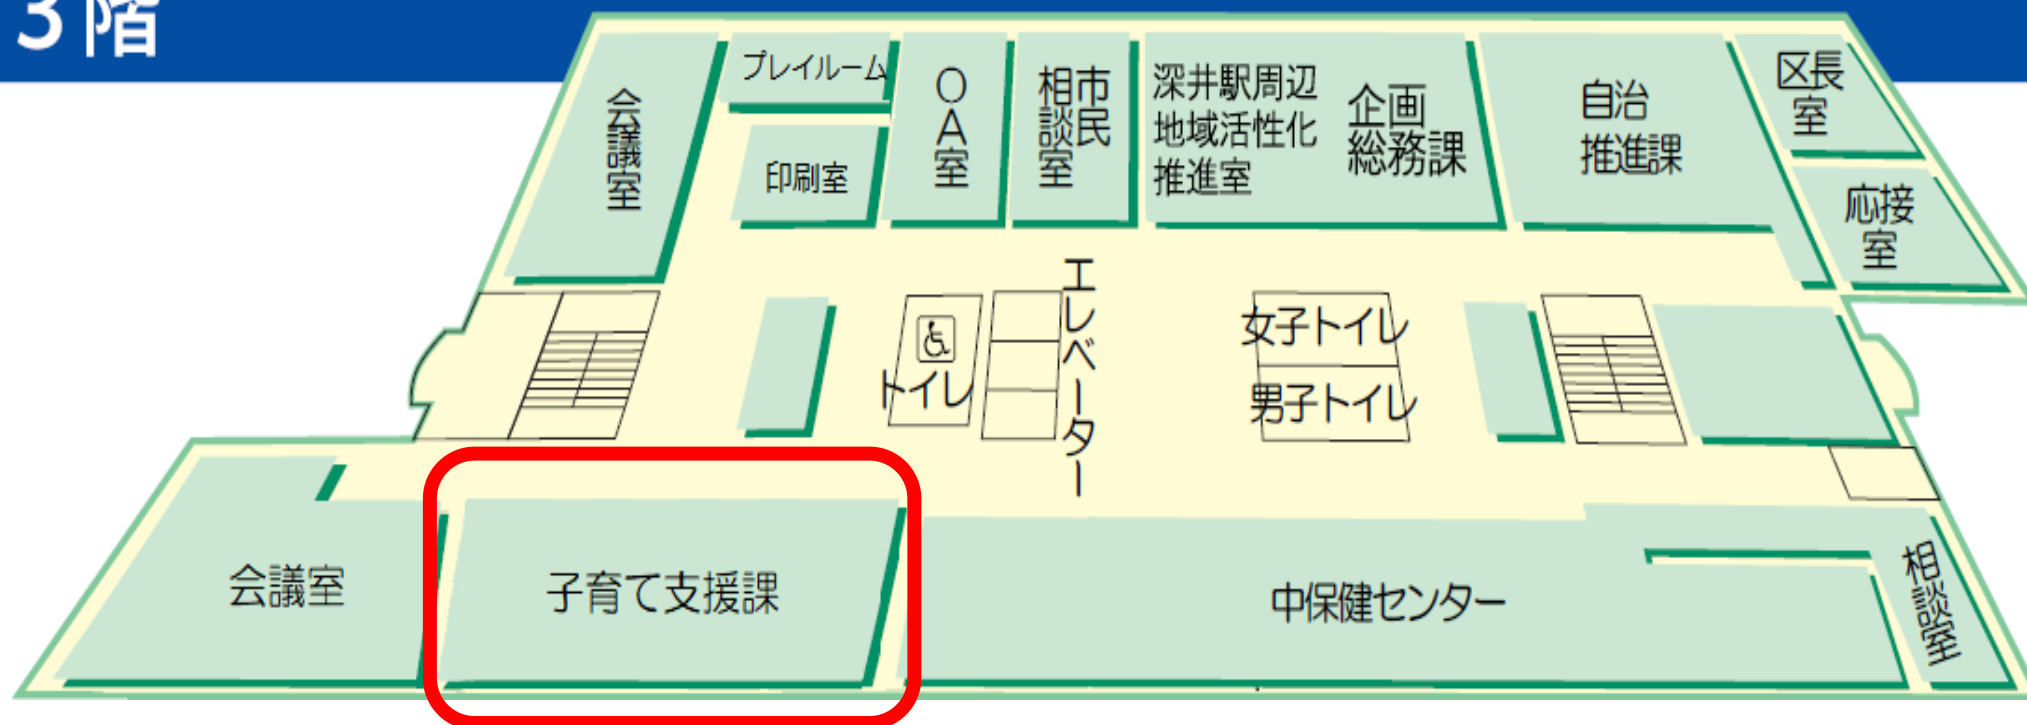 3階
会議室
プレイルーム
印刷室
OA室
市民
相談室
深井駅周辺
地域活性化
推進室
企画
総務課
自治
推進課
区長
室
応接
室
トイレ
エレベーター
女子トイレ
男子トイレ
会議室
子育て支援課
中保健センター
相談室